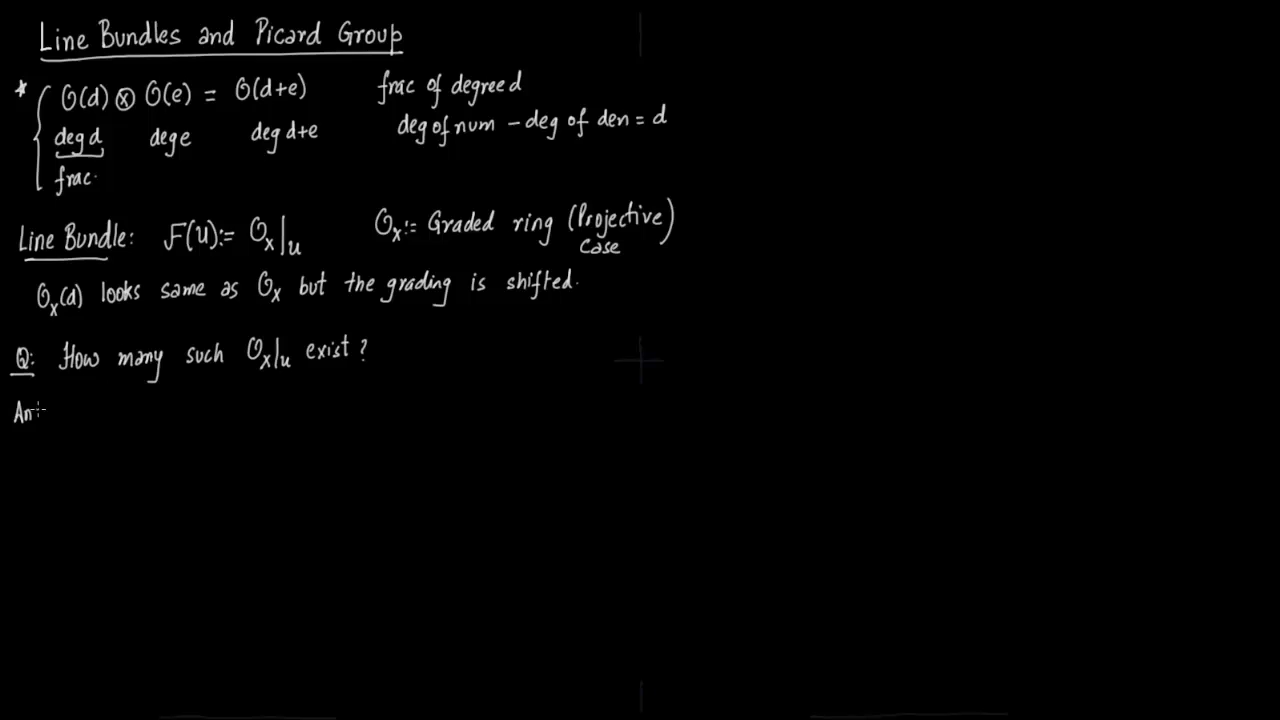 Line Bundles and Picard Group
* { O(d) ⊗ O(e) = O(d+e) frac of degree d
deg d deg e deg d+e deg of num - deg of den = d
frac.
Line Bundle: F(U) := O_x|_u O_x := Graded ring (Projective Case)
O_x(d) looks same as O_x but the grading is shifted.
Q: How many such O_x|_u exist?
An